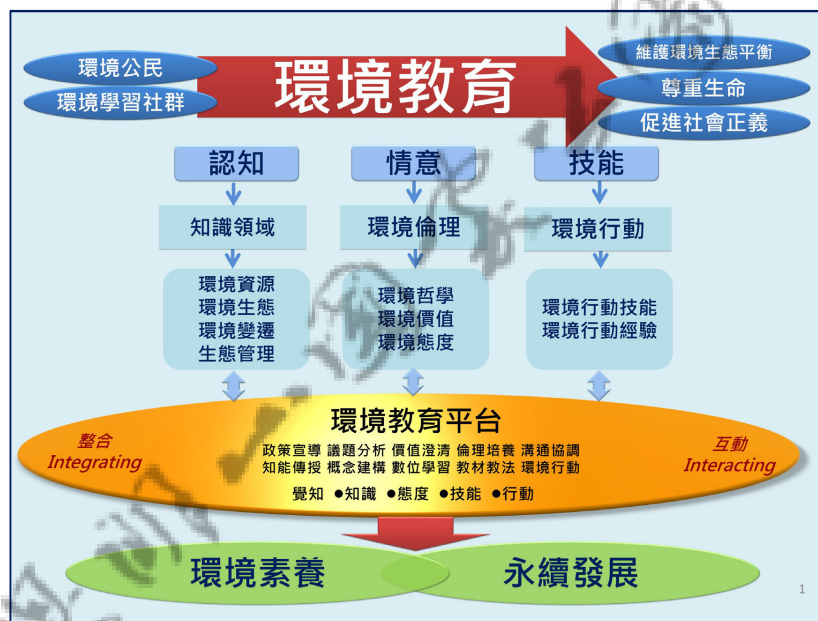 環境公民
環境學習社群
環境教育
維護環境生態平衡
尊重生命
促進社會正義
認知
情意
技能
知識領域
環境倫理
環境行動
環境資源
環境生態
環境變遷
生態管理
環境哲學
環境價值
環境態度
環境行動技能
環境行動經驗
環境教育平台
整合
Integrating
政策宣導 議題分析 價值澄清 倫理培養 溝通協調
知能傳授 概念建構 數位學習 教材教法 環境行動
覺知 ●知識 ●態度 ●技能 ●行動
互動
Interacting
環境素養
永續發展
1